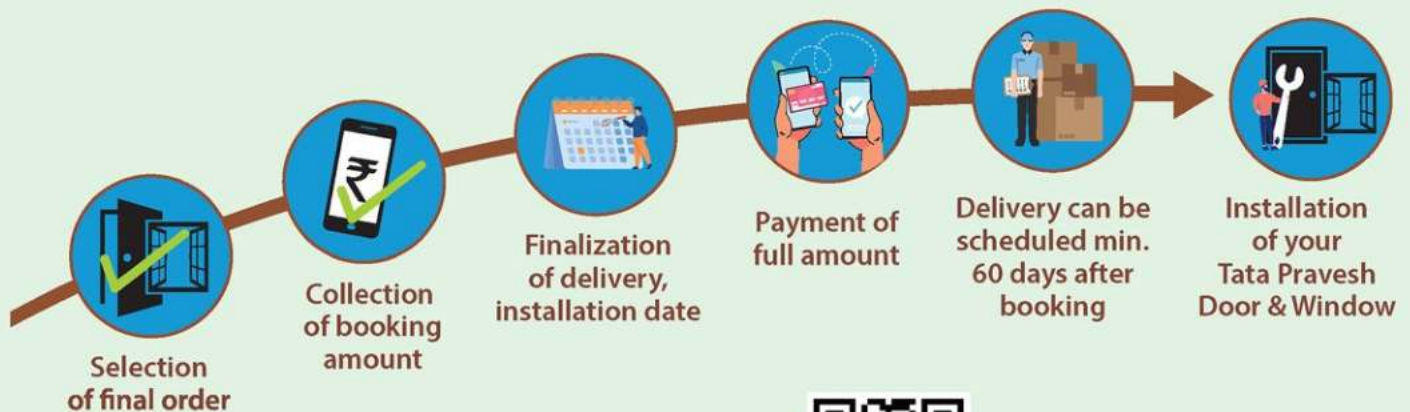 ₹
Selection
of final order
Collection
of booking
amount
Finalization
of delivery,
installation date
Payment of
full amount
Delivery can be
scheduled min.
60 days after
booking
Installation
of your
Tata Pravesh
Door & Window